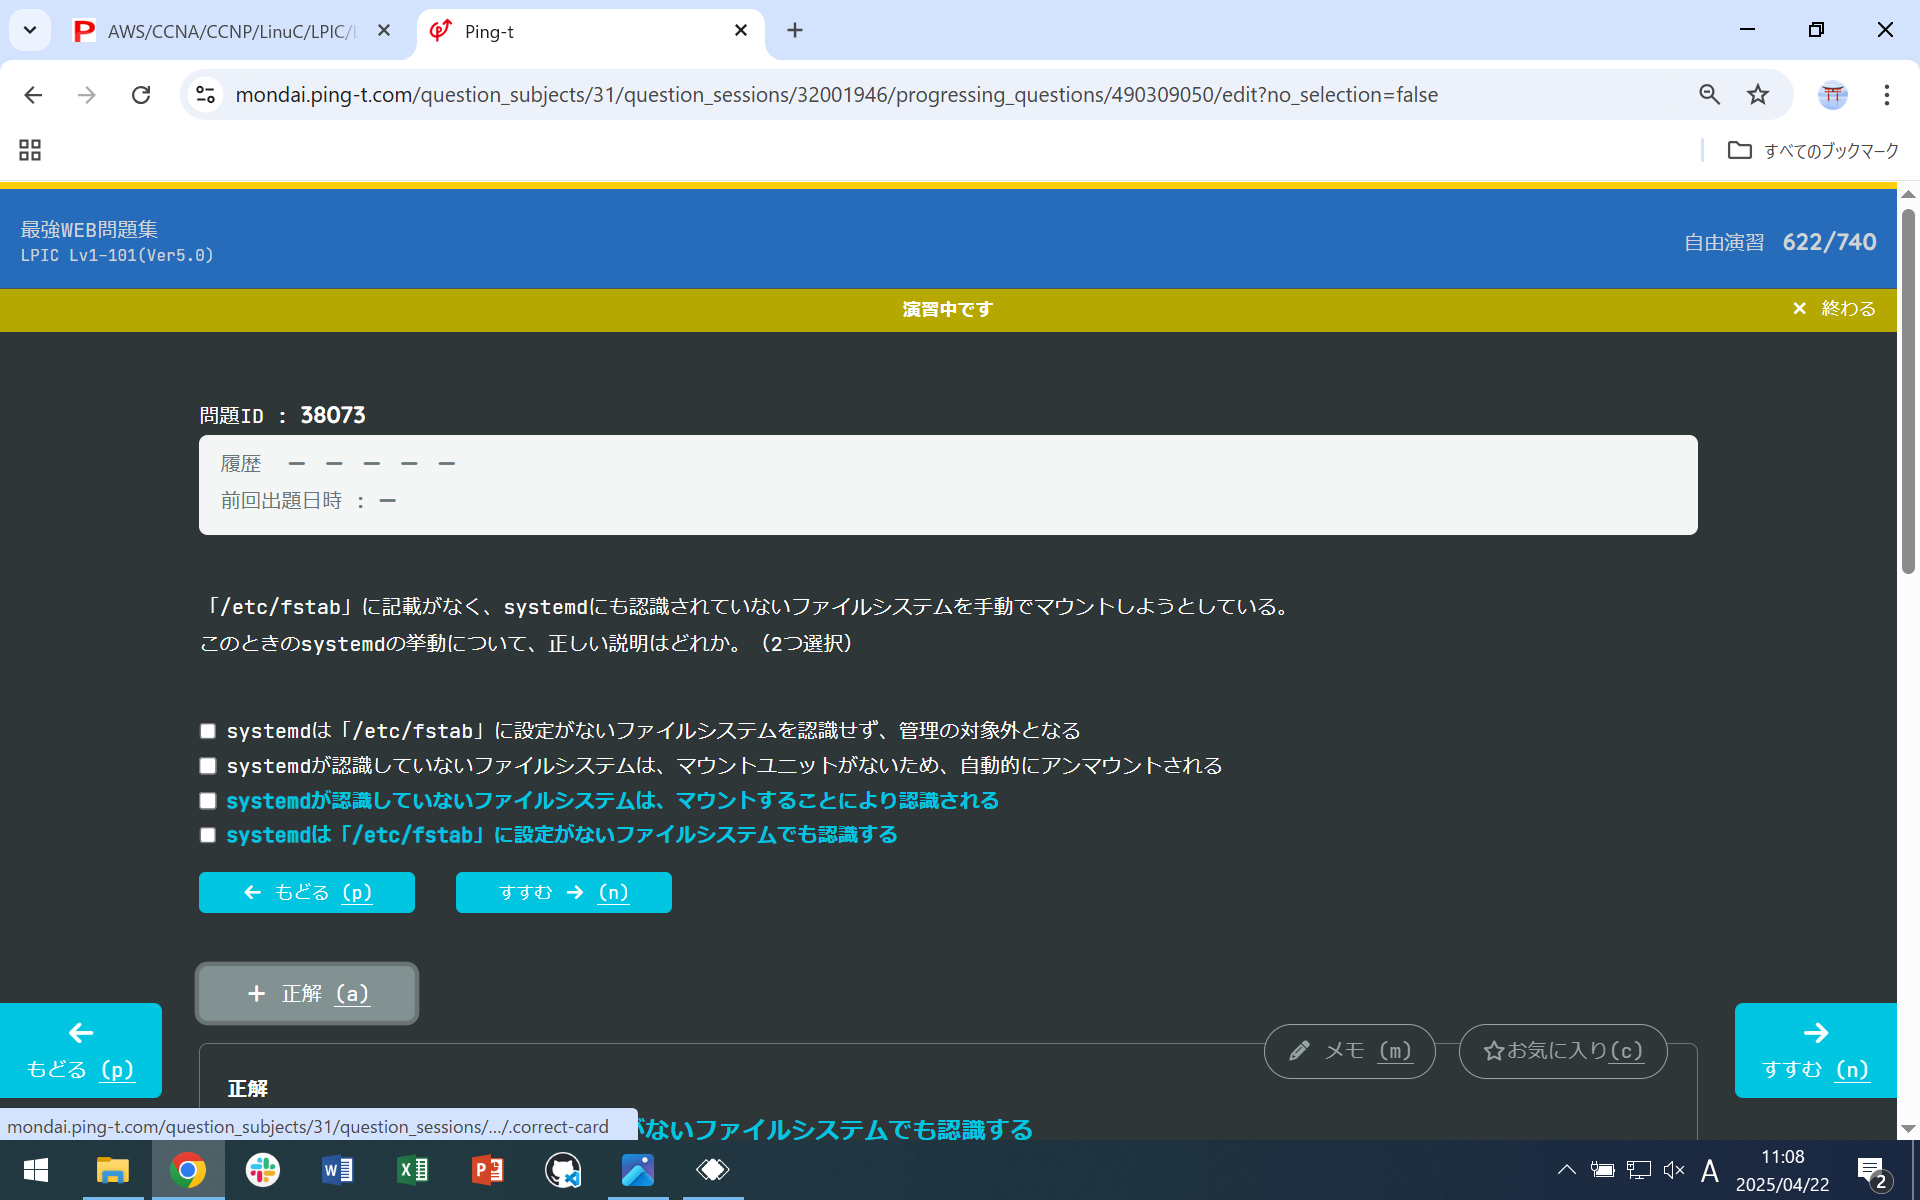 AWS/CCNA/CCNP/LinuC/LPIC/
Ping-t
mondai.ping-t.com/question_subjects/31/question_sessions/32001946/progressing_questions/490309050/edit?no_selection=false
すべてのブックマーク
最強WEB問題集
LPIC Lv1-101(Ver5.0)
自由演習 622/740
演習中です
× 終わる
問題ID : 38073
履歴 ー ー ー ー ー
前回出題日時 : ー
「/etc/fstab」に記載がなく、systemdにも認識されていないファイルシステムを手動でマウントしようとしている。
このときのsystemdの挙動について、正しい説明はどれか。（2つ選択）
systemdは「/etc/fstab」に設定がないファイルシステムを認識せず、管理の対象外となる
systemdが認識していないファイルシステムは、マウントユニットがないため、自動的にアンマウントされる
systemdが認識していないファイルシステムは、マウントすることにより認識される
systemdは「/etc/fstab」に設定がないファイルシステムでも認識する
← もどる (p)
すすむ → (n)
+ 正解 (a)
← もどる (p)
メモ (m)
☆お気に入り(c)
→ すすむ (n)
正解
がないファイルシステムでも認識する
mondai.ping-t.com/question_subjects/31/question_sessions/.../.correct-card
A
11:08
2025/04/22
2